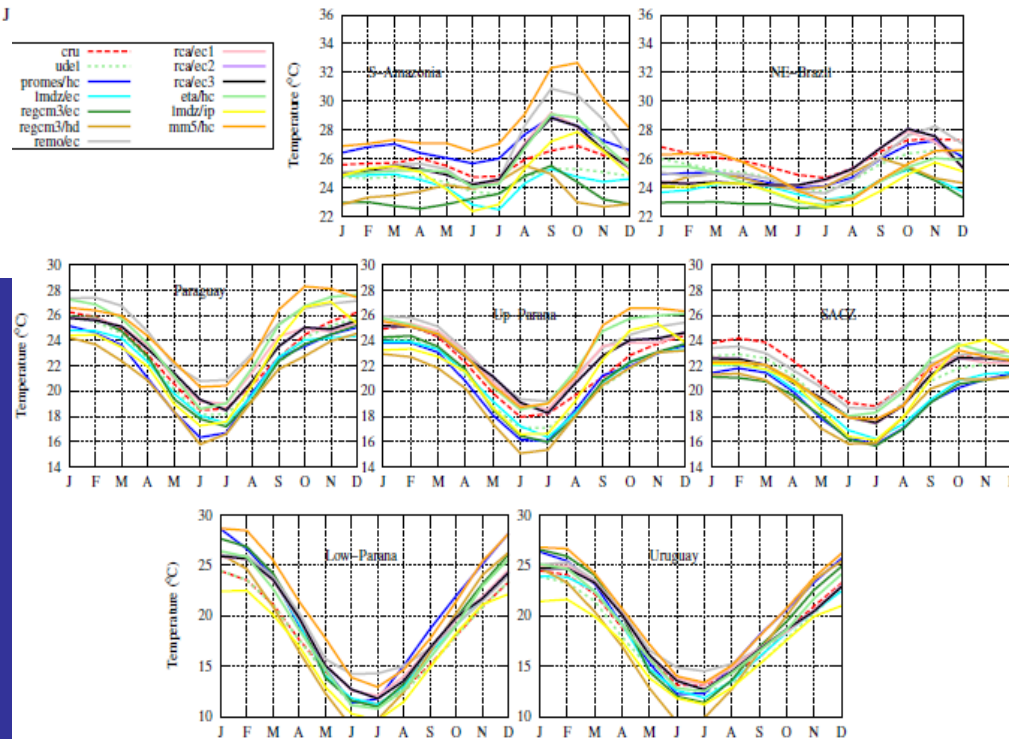 J
cru
udel
promes/hc
lmdz/ec
regcm3/ec
regcm3/hd
remo/ec
rca/ec1
rca/ec2
rca/ec3
eta/hc
lmdz/ip
mm5/hc
Temperature (°C)
36 34 32 30 28 26 24 22
S-Amazonia
J F M A M J J A S O N D
36 34 32 30 28 26 24 22
NE-Brazil
J F M A M J J A S O N D
Temperature (°C)
30 28 26 24 22 20 18 16 14
Paraguay
J F M A M J J A S O N D
30 28 26 24 22 20 18 16 14
Up-Parana
J F M A M J J A S O N D
30 28 26 24 22 20 18 16 14
SACZ
J F M A M J J A S O N D
Temperature (°C)
30 25 20 15 10
Low-Parana
J F M A M J J A S O N D
30 25 20 15 10
Uruguay
J F M A M J J A S O N D